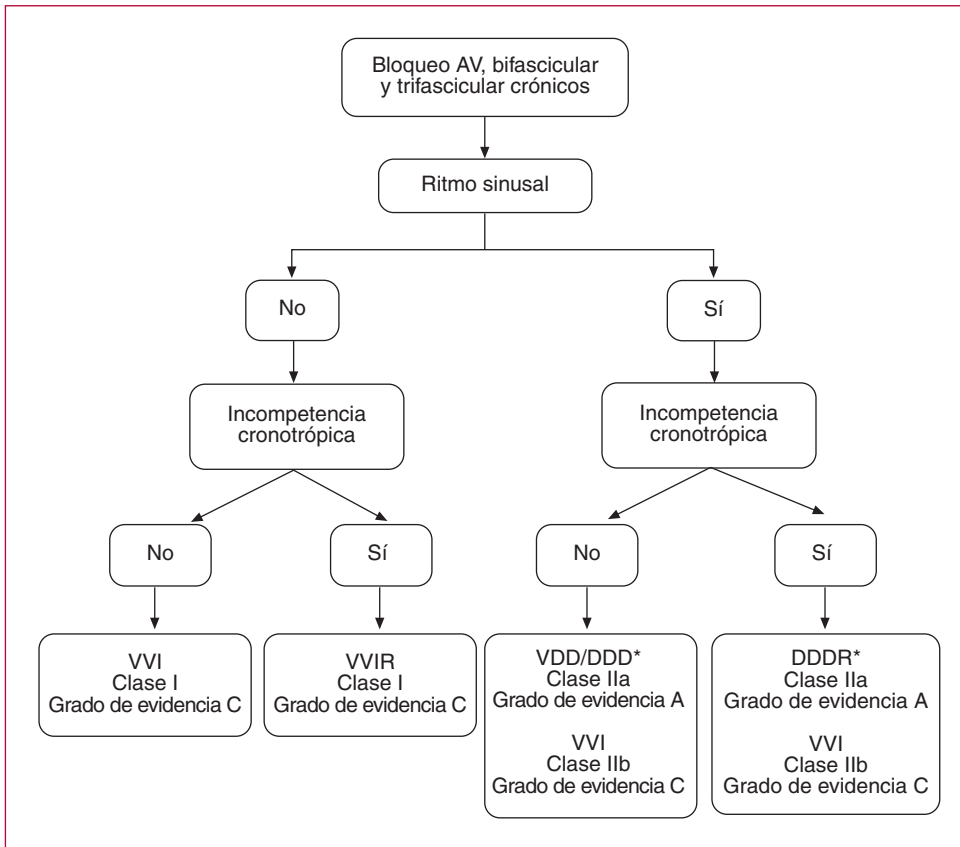 Bloqueo AV, bifascicular
y trifascicular crónicos
Ritmo sinusal
No
Sí
Incompetencia
cronotrópica
Incompetencia
cronotrópica
No
Sí
No
Sí
VVI
Clase I
Grado de evidencia C
VVIR
Clase I
Grado de evidencia C
VDD/DDD*
Clase IIa
Grado de evidencia A
VVI
Clase IIb
Grado de evidencia C
DDDR*
Clase IIa
Grado de evidencia A
VVI
Clase IIb
Grado de evidencia C